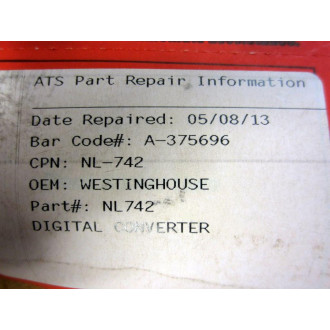 ATS Part Repair Information
Date Repaired: 05/08/13
Bar Code#: A-375696
CPN: NL-742
OEM: WESTINGHOUSE
Part#: NL742
DIGITAL CONVERTER